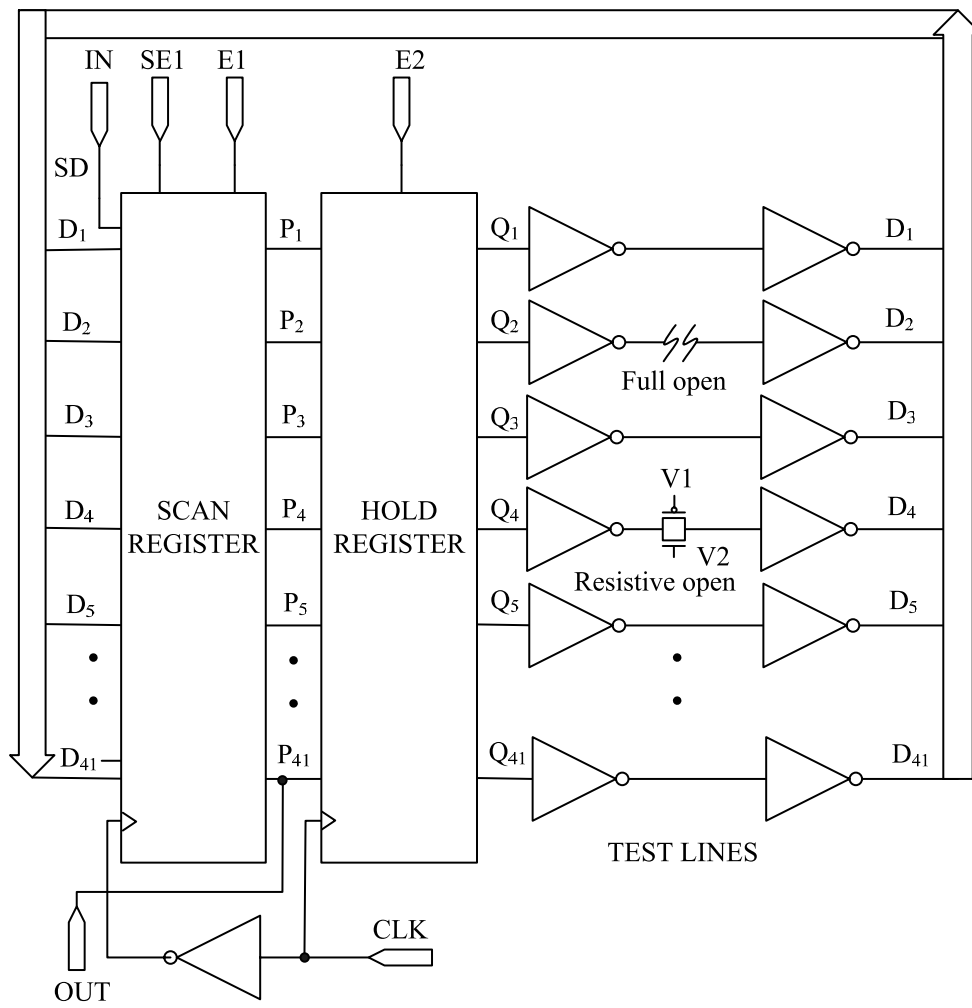 IN SE1 E1 E2
SD
D₁ P₁ Q₁ D₁
D₂ P₂ Q₂ D₂
Full open
D₃ P₃ Q₃ D₃
V1
D₄ SCAN REGISTER P₄ HOLD REGISTER Q₄ D₄
V2
Resistive open
D₅ P₅ Q₅ D₅
D₄₁ P₄₁ Q₄₁ D₄₁
TEST LINES
CLK
OUT